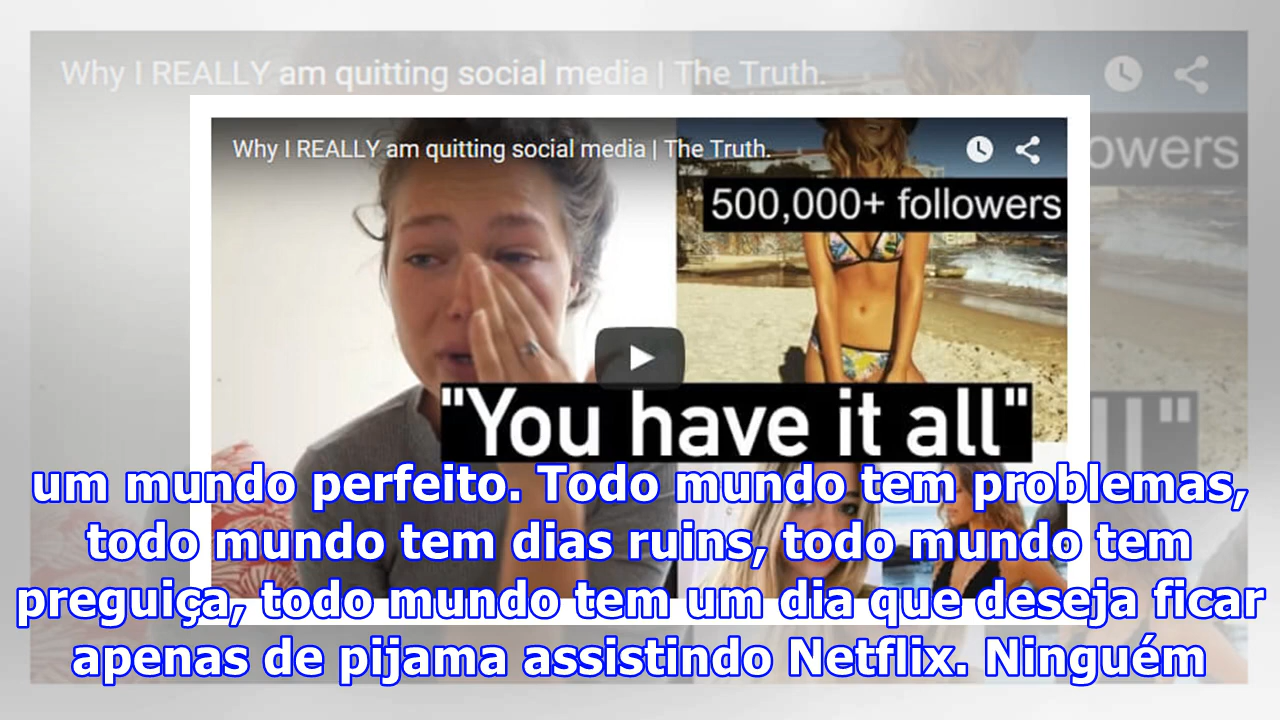 Why I REALLY am quitting social media | The Truth.
owers
Why I REALLY am quitting social media | The Truth.
500,000+ followers
"You have it all"
ll"
um mundo perfeito. Todo mundo tem problemas,
todo mundo tem dias ruins, todo mundo tem
preguiça, todo mundo tem um dia que deseja ficar
apenas de pijama assistindo Netflix. Ninguém